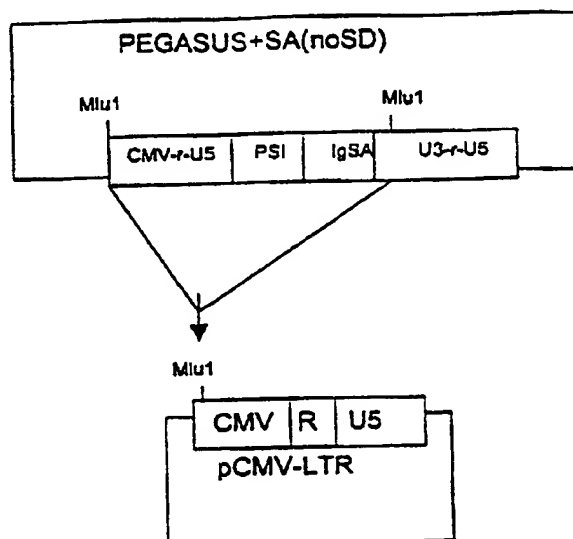 PEGASUS+SA(noSD)
Mlu1 Mlu1
CMV-r-U5 PSI IgSA U3-r-U5
Mlu1
CMV R U5
pCMV-LTR